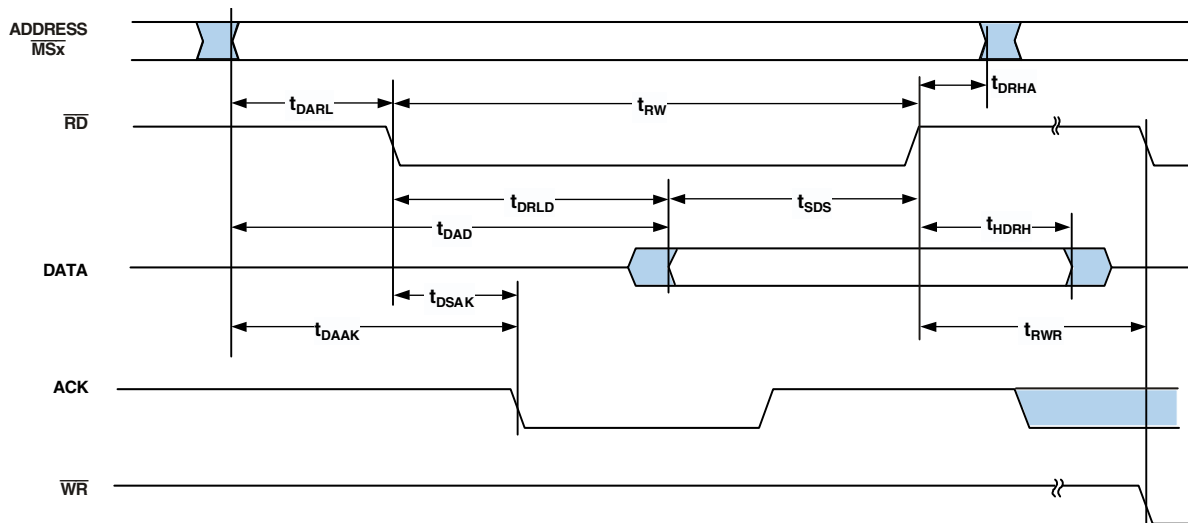 ADDRESS
MSx
tDARL
tRW
tDRHA
RD
tDRLD
tSDS
tDAD
tHDRH
DATA
tDSAK
tDAAK
tRWR
ACK
WR